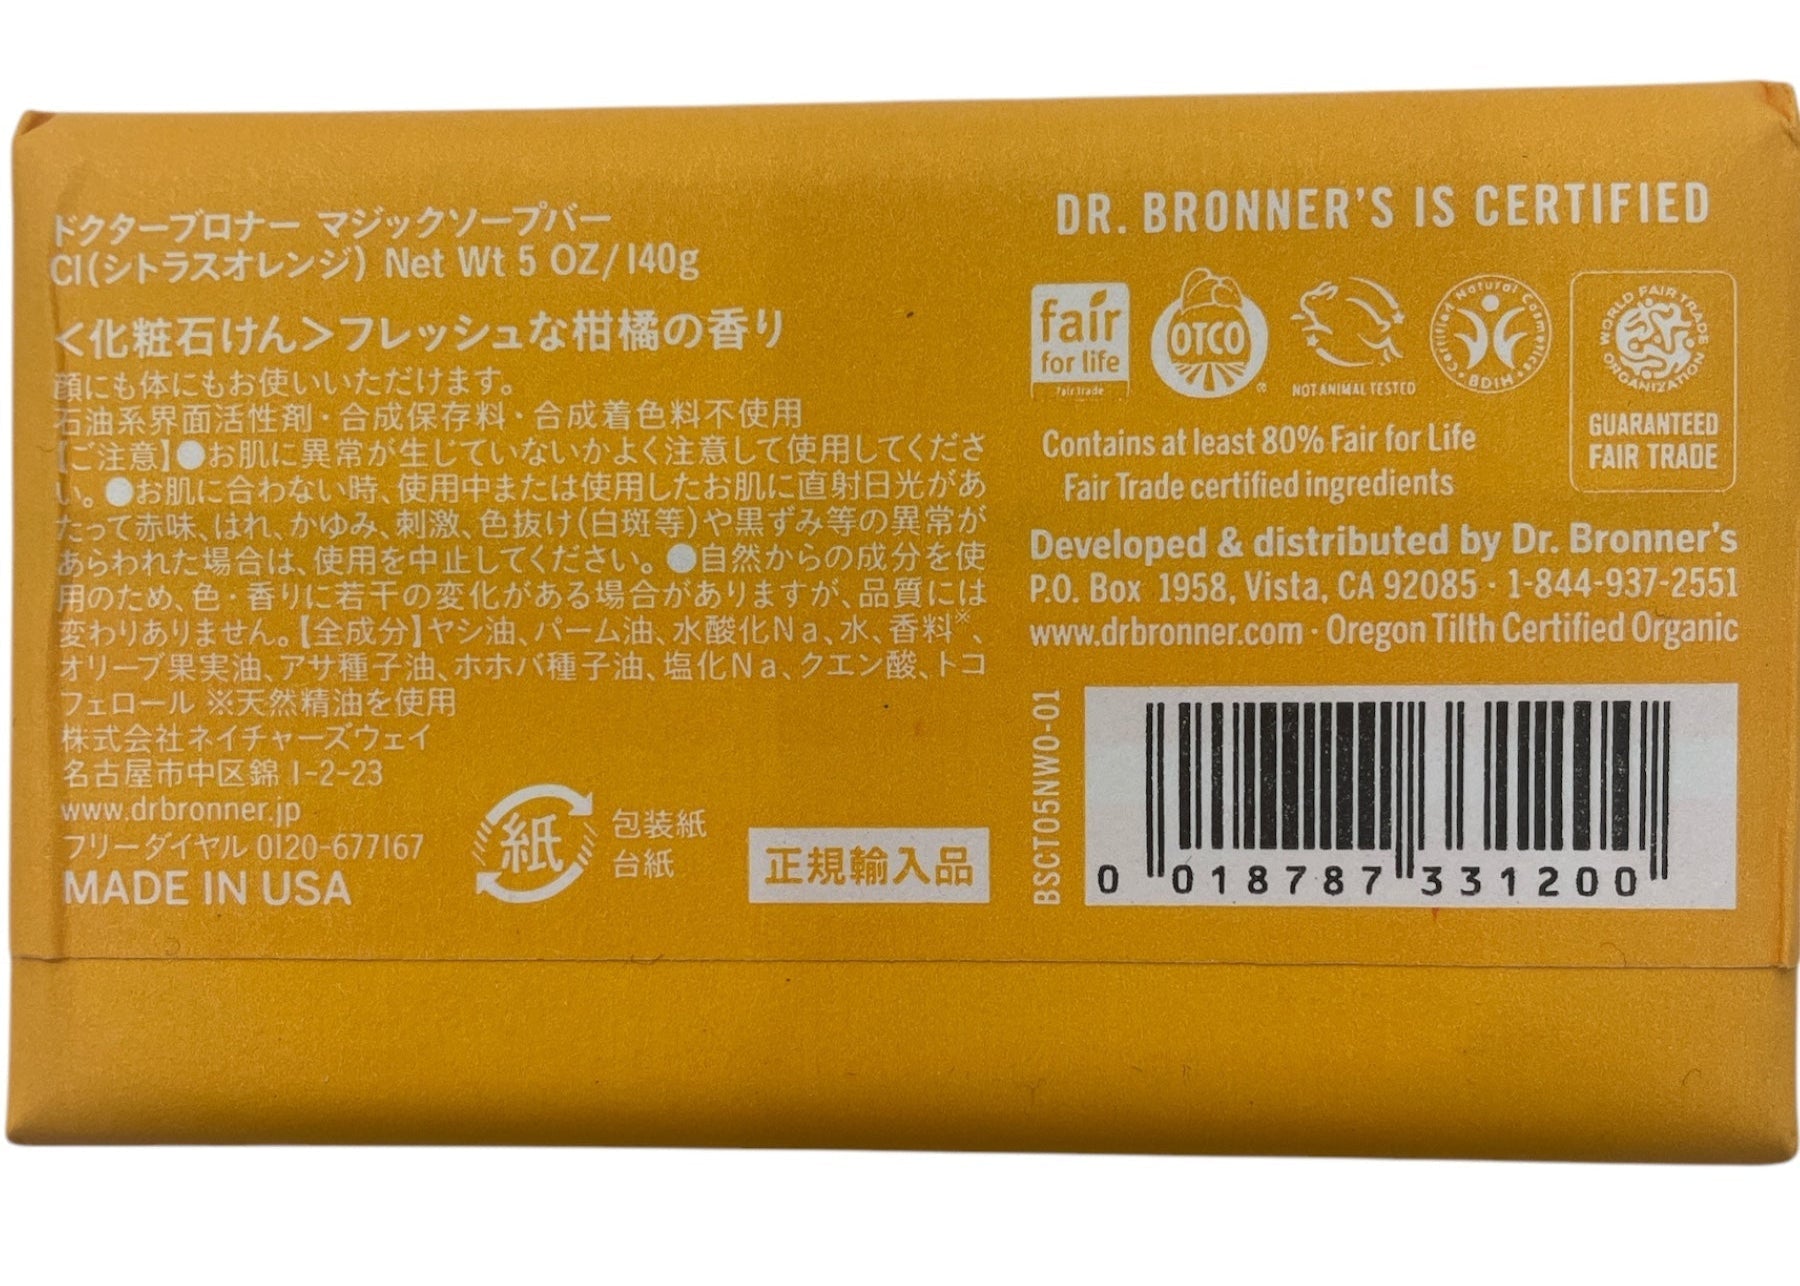 ドクターブロナー マジックソープバー
CI(シトラスオレンジ) Net Wt 5 OZ/140g
<化粧石けん>フレッシュな柑橘の香り
顔にも体にもお使いいただけます。
石油系界面活性剤・合成保存料・合成着色料不使用
【ご注意】●お肌に異常が生じていないかよく注意して使用してくださ
い。●お肌に合わない時、使用中または使用したお肌に直射日光があ
たって赤味、はれ、かゆみ、刺激、色抜け(白斑等)や黒ずみ等の異常が
あらわれた場合は、使用を中止してください。●自然からの成分を使
用のため、色・香りに若干の変化がある場合がありますが、品質には
変わりありません。【全成分】ヤシ油、パーム油、水酸化Na、水、香料※、
オリーブ果実油、アサ種子油、ホホバ種子油、塩化Na、クエン酸、トコ
フェロール ※天然精油を使用
株式会社ネイチャーズウェイ
名古屋市中区錦 1-2-23
www.drbronner.jp
フリーダイヤル 0120-677167
MADE IN USA
紙
包装紙
台紙
正規輸入品
DR. BRONNER'S IS CERTIFIED
fair
for life
fair trade
OTCO
®
NOT ANIMAL TESTED
Certified Natural Cosmetics
BDIH
WORLD FAIR TRADE
ORGANIZATION
GUARANTEED
FAIR TRADE
Contains at least 80% Fair for Life
Fair Trade certified ingredients
Developed & distributed by Dr. Bronner's
P.O. Box 1958, Vista, CA 92085 · 1-844-937-2551
www.drbronner.com · Oregon Tilth Certified Organic
BSCT05NW0-01
0 018787 331200